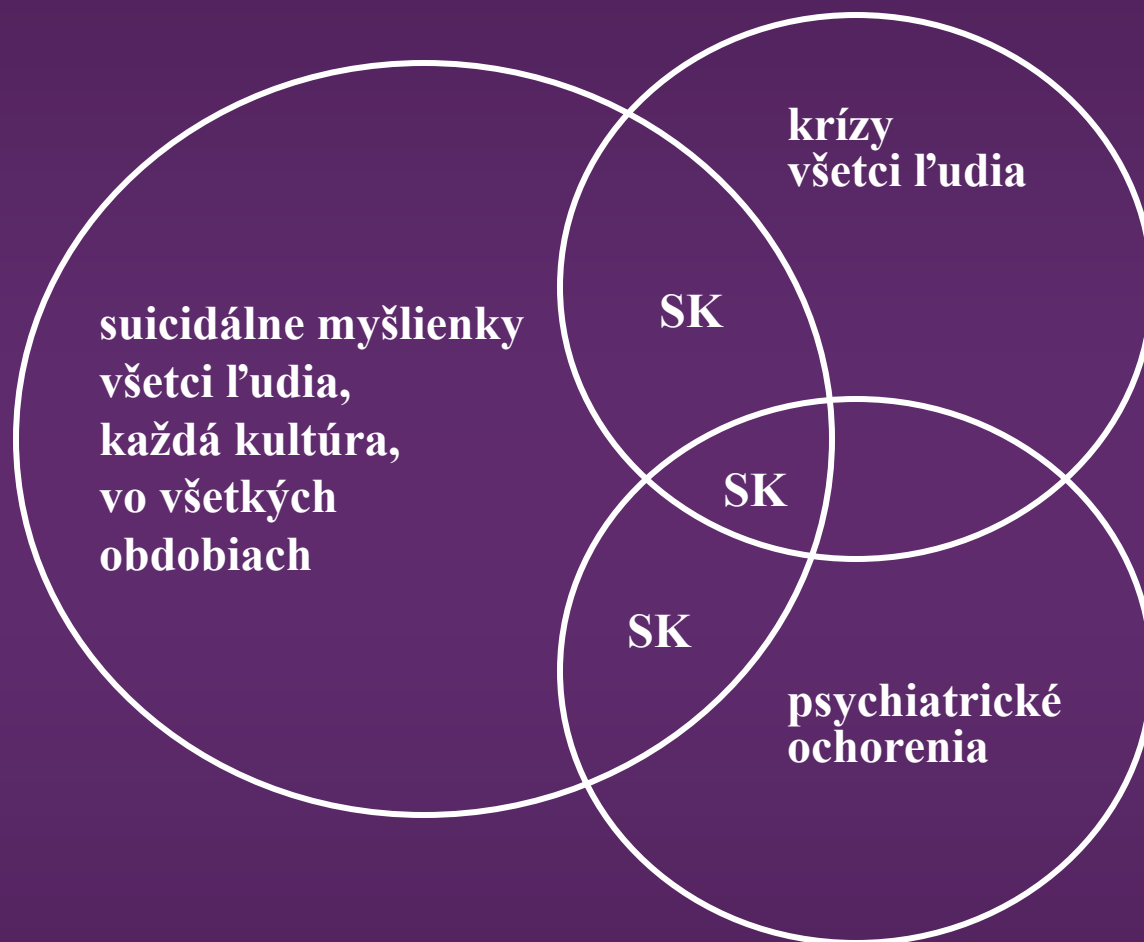 krízy
všetci ľudia
SK
suicidálne myšlienky
všetci ľudia,
každá kultúra,
vo všetkých
obdobiach
SK
SK
psychiatrické
ochorenia